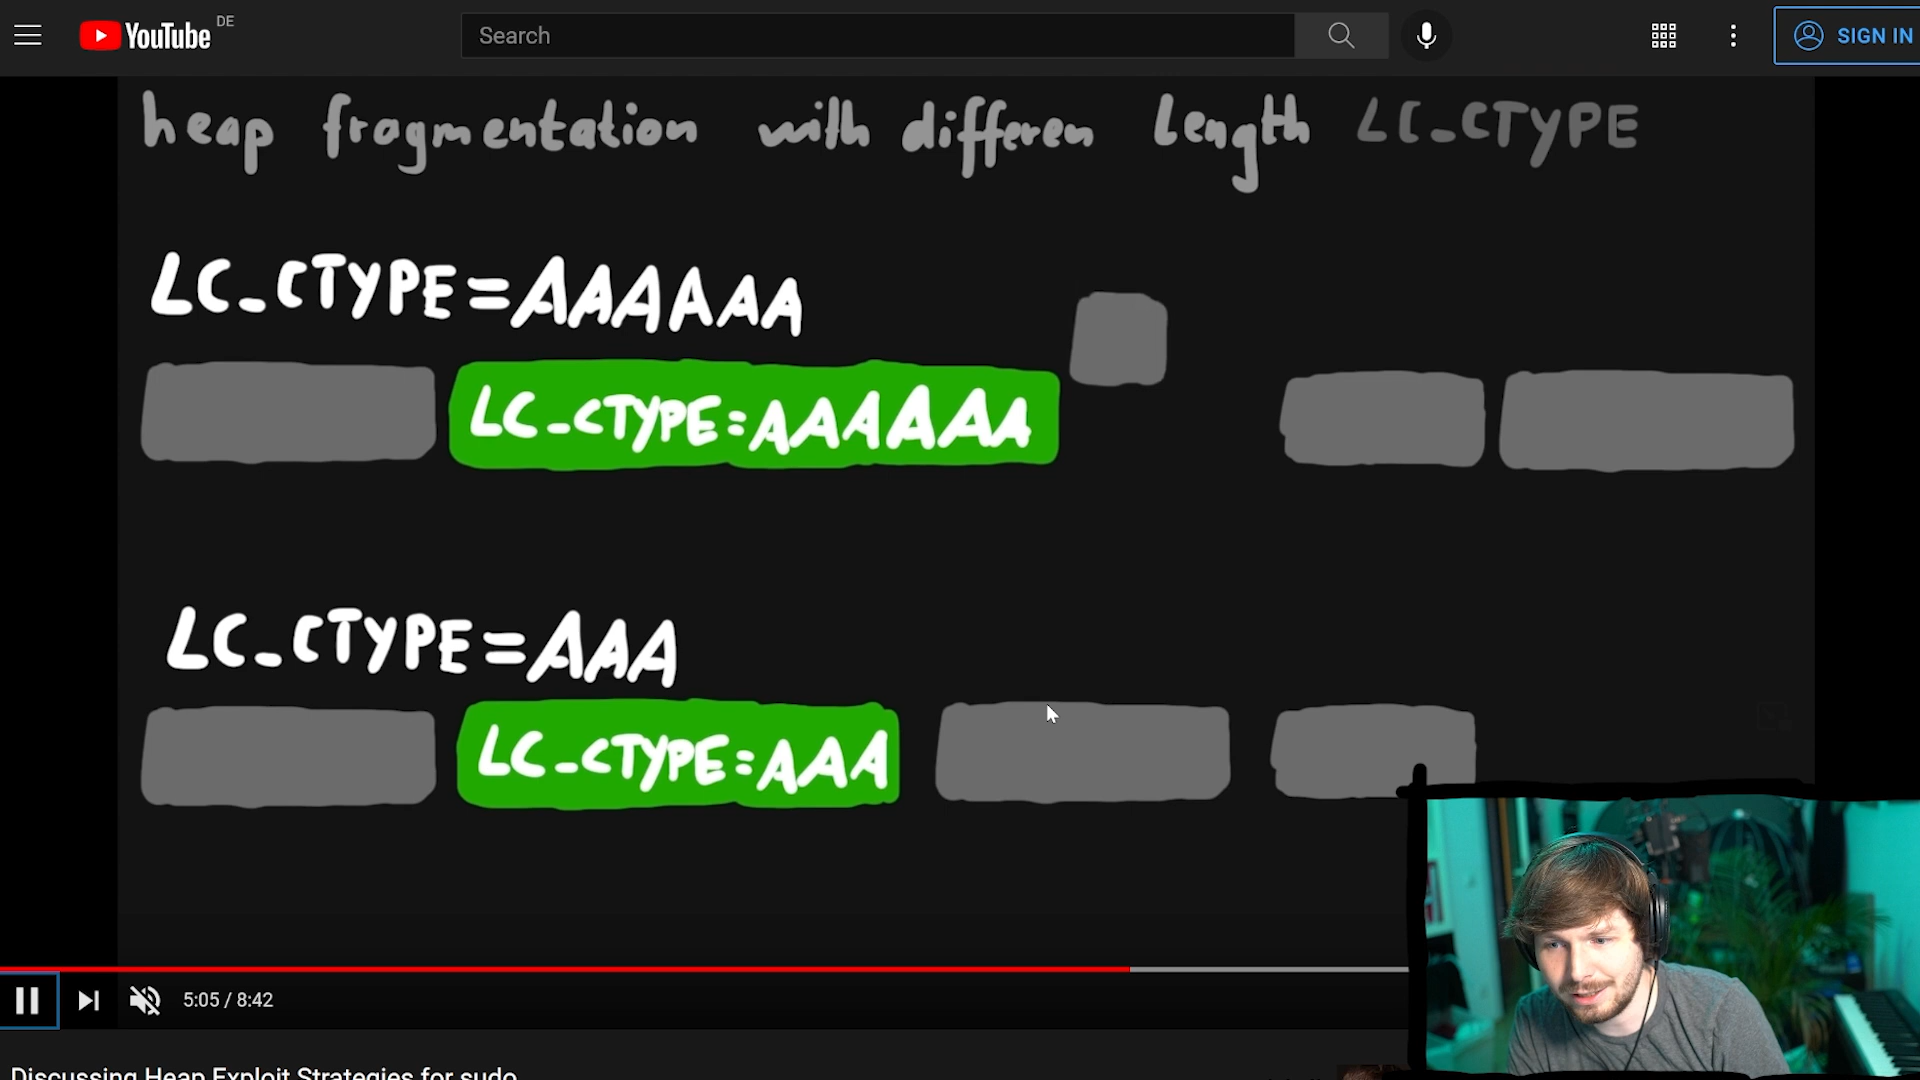 DE
YouTube
Search
SIGN IN
heap fragmentation with differen Length LC_CTYPE
LC_CTYPE=AAAAAA
LC_CTYPE=AAAAAA
LC_CTYPE=AAA
LC_CTYPE=AAA
5:05 / 8:42
Discussing Heap Exploit Strategies for sudo